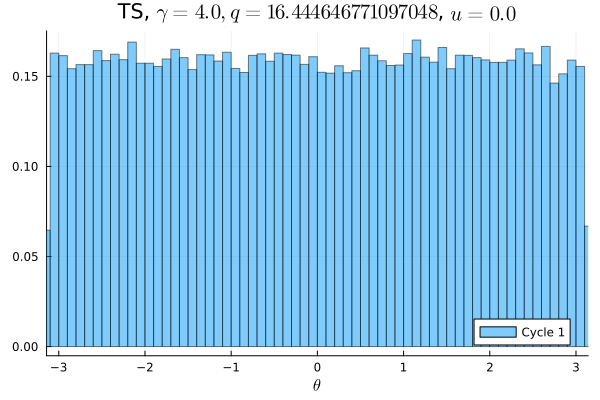 TS, γ = 4.0, q = 16.444646771097048, u = 0.0
0.15
0.10
0.05
0.00
Cycle 1
−3 −2 −1 0 1 2 3
θ